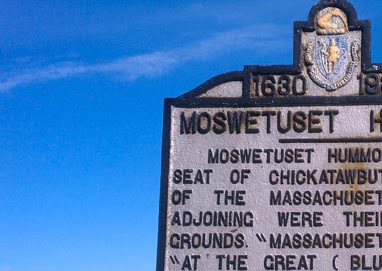 1630 19
MOSWETUSET H
MOSWETUSET HUMMO
SEAT OF CHICKATAWBUT
OF THE MASSACHUSET
ADJOINING WERE THEI
GROUNDS. "MASSACHUSET
"AT THE GREAT ( BLU